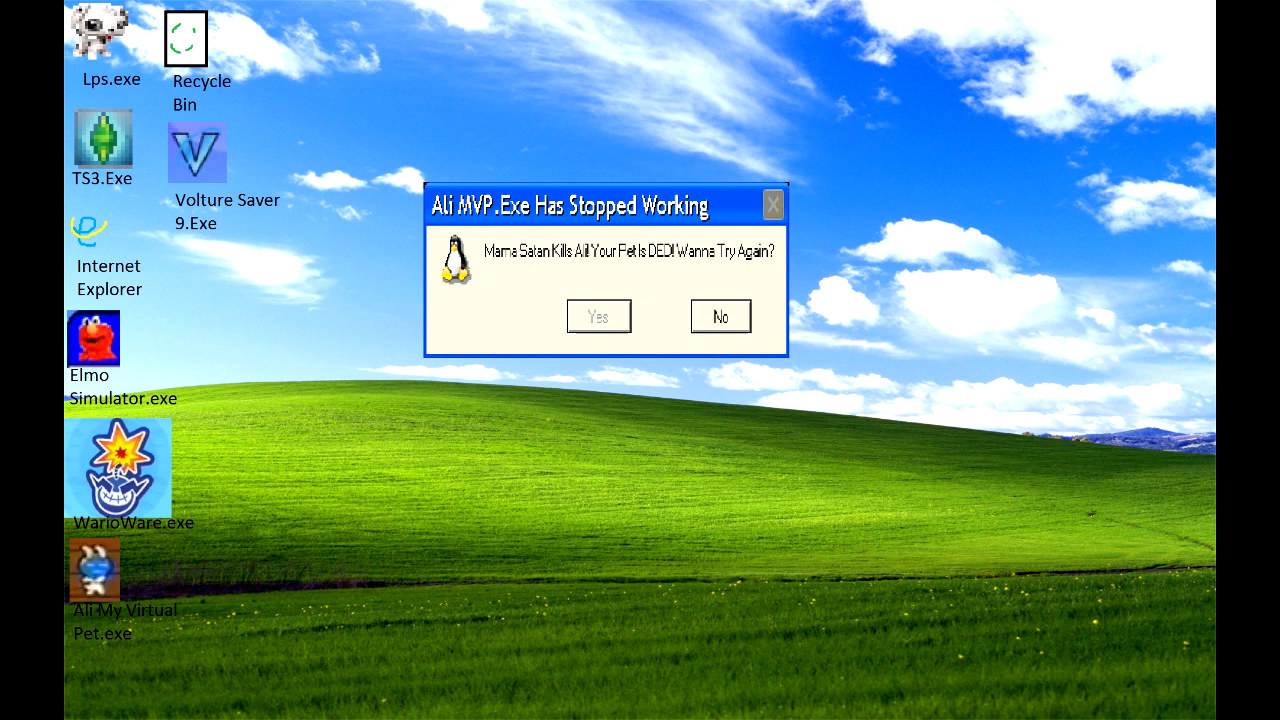 Lps.exe
Recycle
Bin
TS3.Exe
Volture Saver
9.Exe
Internet
Explorer
Elmo
Simulator.exe
WarioWare.exe
Ali My Virtual
Pet.exe
Ali MVP.Exe Has Stopped Working
X
Mama Satan Kills Ali! Your Pet Is DED! Wanna Try Again?
Yes
No